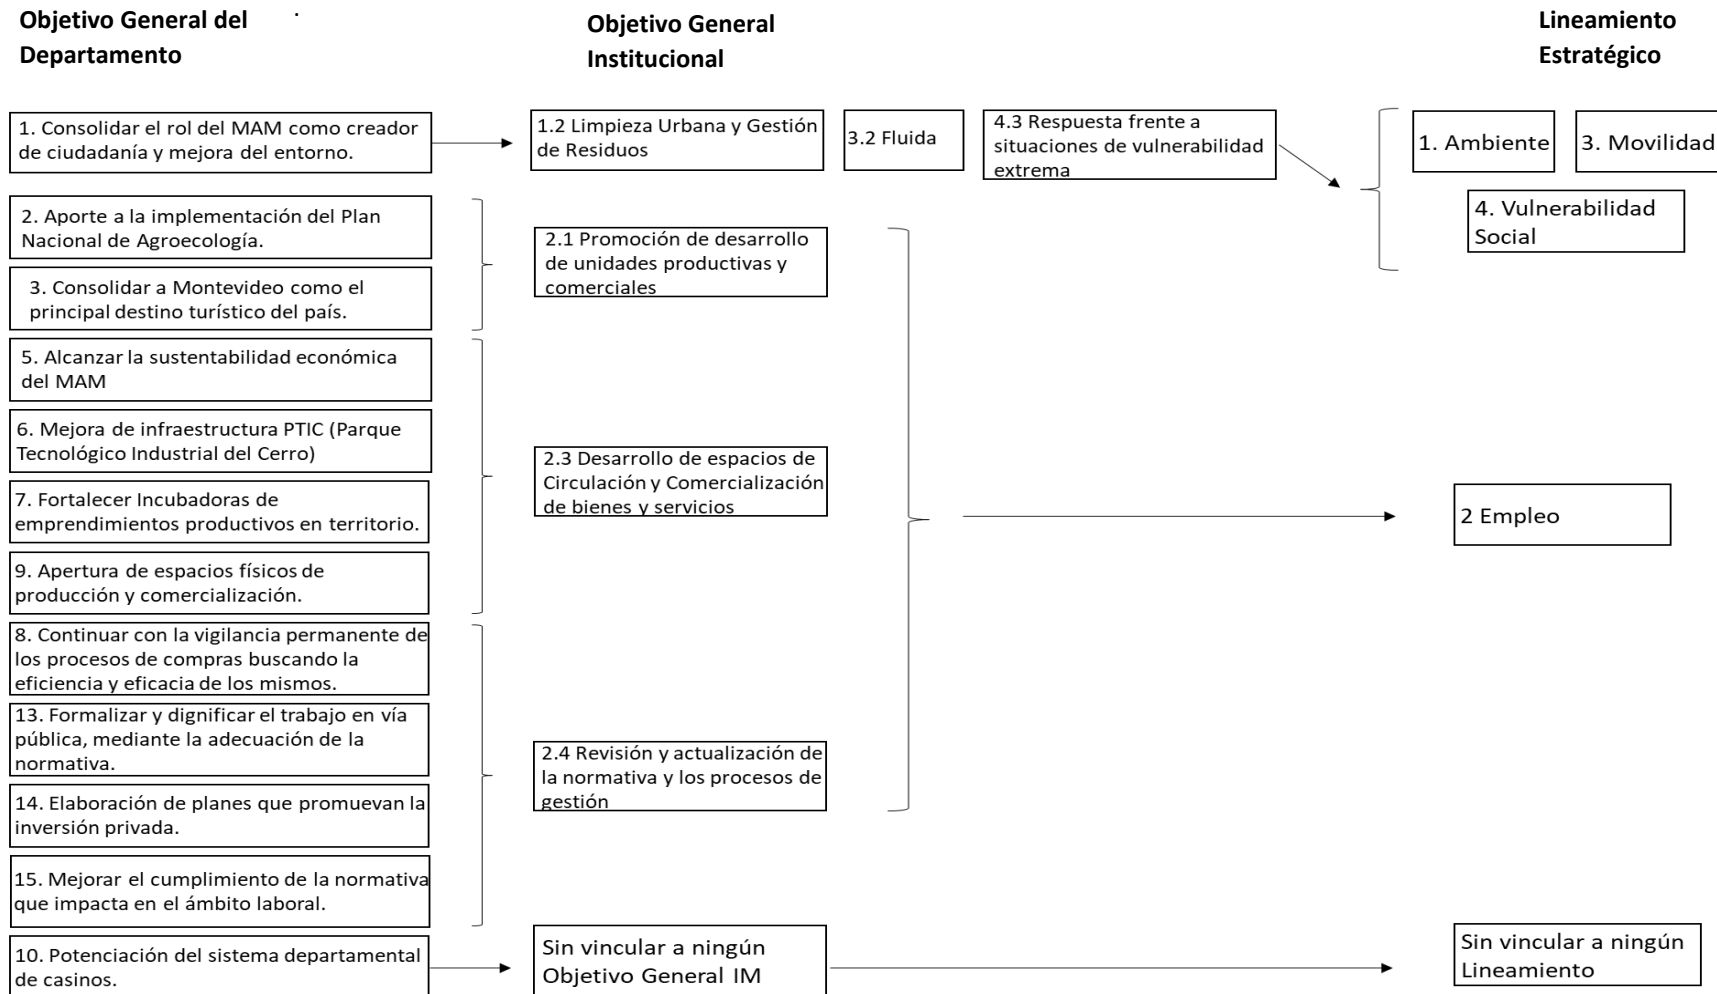 Objetivo General del
Departamento
Objetivo General
Institucional
Lineamiento
Estratégico
1. Consolidar el rol del MAM como creador
de ciudadanía y mejora del entorno.
1.2 Limpieza Urbana y Gestión
de Residuos
3.2 Fluida
4.3 Respuesta frente a
situaciones de vulnerabilidad
extrema
1. Ambiente
3. Movilidad
4. Vulnerabilidad
Social
2. Aporte a la implementación del Plan
Nacional de Agroecología.
3. Consolidar a Montevideo como el
principal destino turístico del país.
2.1 Promoción de desarrollo
de unidades productivas y
comerciales
5. Alcanzar la sustentabilidad económica
del MAM
6. Mejora de infraestructura PTIC (Parque
Tecnológico Industrial del Cerro)
7. Fortalecer Incubadoras de
emprendimientos productivos en territorio.
9. Apertura de espacios físicos de
producción y comercialización.
2.3 Desarrollo de espacios de
Circulación y Comercialización
de bienes y servicios
2 Empleo
8. Continuar con la vigilancia permanente de
los procesos de compras buscando la
eficiencia y eficacia de los mismos.
13. Formalizar y dignificar el trabajo en vía
pública, mediante la adecuación de la
normativa.
14. Elaboración de planes que promuevan la
inversión privada.
15. Mejorar el cumplimiento de la normativa
que impacta en el ámbito laboral.
2.4 Revisión y actualización de
la normativa y los procesos de
gestión
10. Potenciación del sistema departamental
de casinos.
Sin vincular a ningún
Objetivo General IM
Sin vincular a ningún
Lineamiento